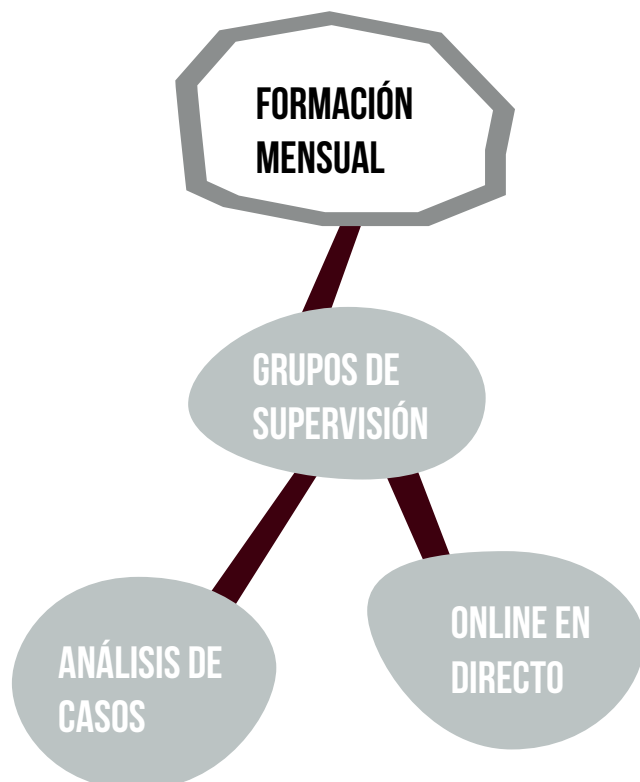 FORMACIÓN
MENSUAL
GRUPOS DE
SUPERVISIÓN
ANÁLISIS DE
CASOS
ONLINE EN
DIRECTO